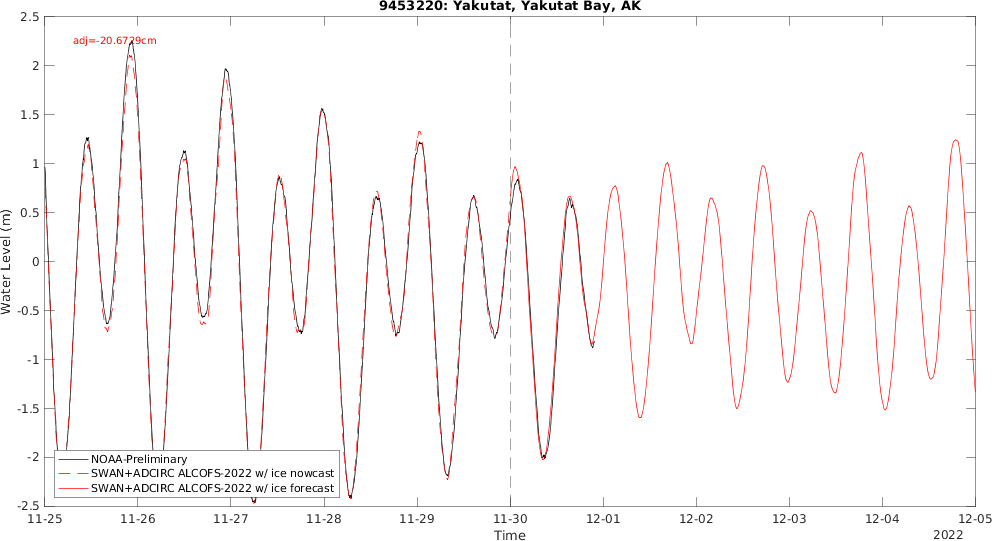 9453220: Yakutat, Yakutat Bay, AK
adj=-20.6729cm
2.5
2
1.5
1
0.5
0
-0.5
-1
-1.5
-2
-2.5
Water Level (m)
NOAA-Preliminary
SWAN+ADCIRC ALCOFS-2022 w/ ice nowcast
SWAN+ADCIRC ALCOFS-2022 w/ ice forecast
11-25 11-26 11-27 11-28 11-29 11-30 12-01 12-02 12-03 12-04 12-05
Time
2022